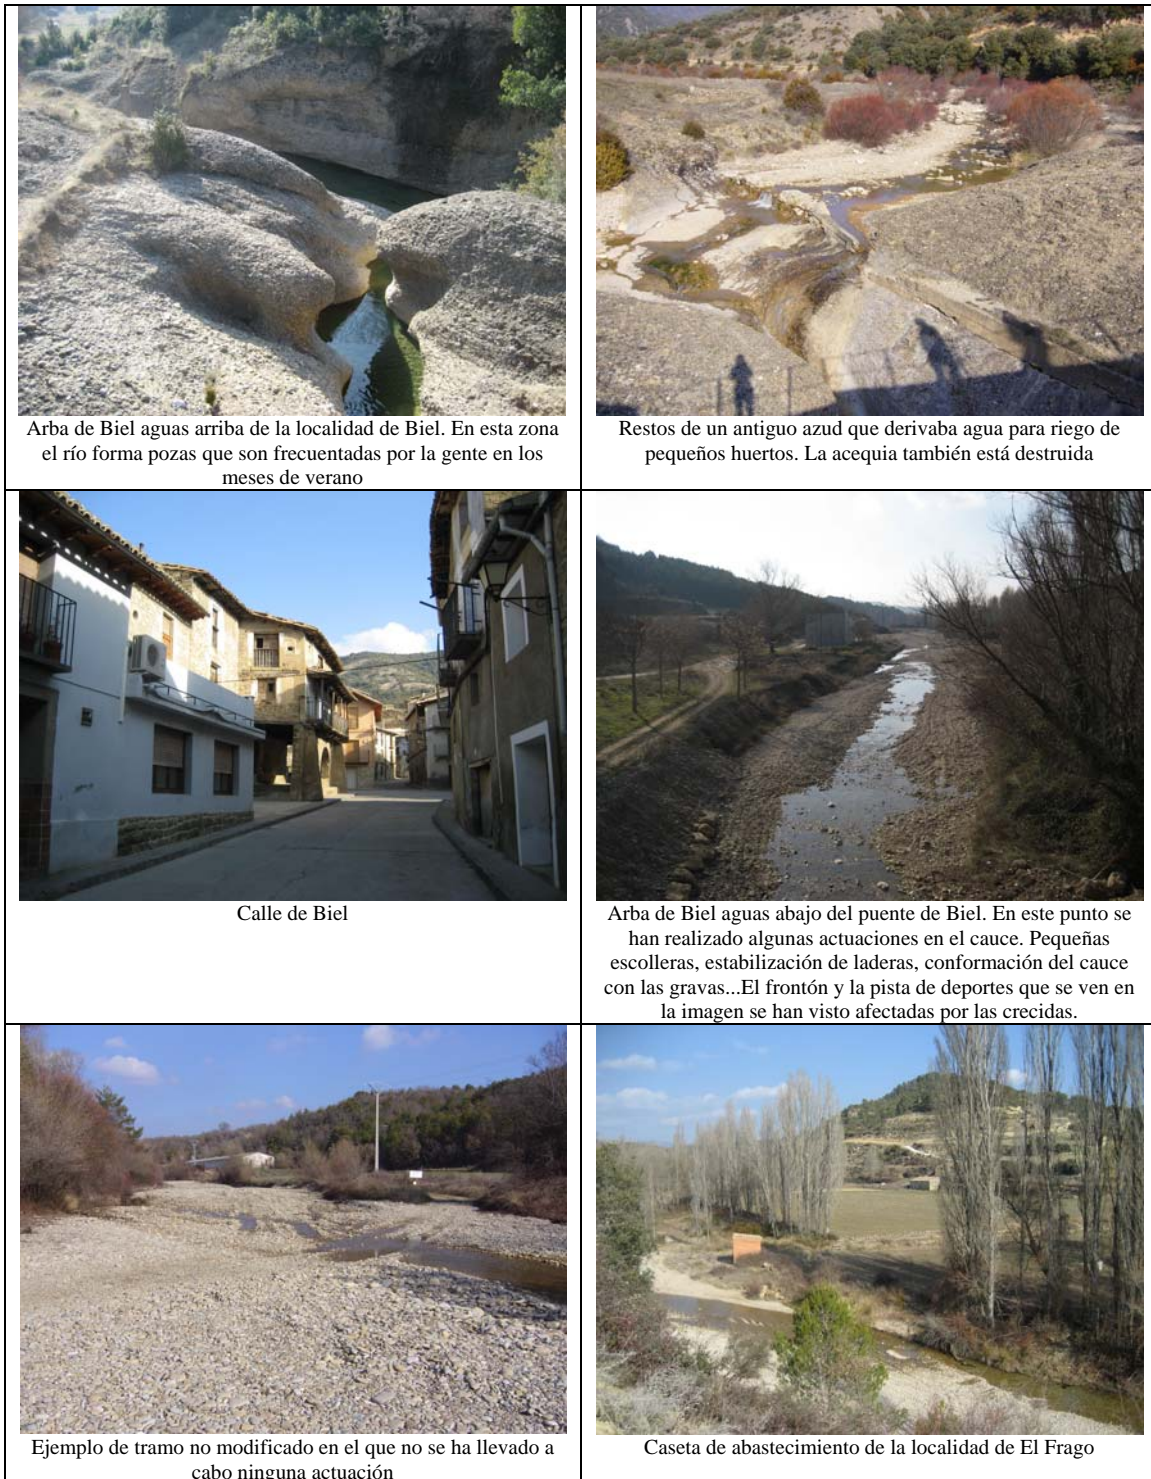 Arba de Biel aguas arriba de la localidad de Biel. En esta zona
el río forma pozas que son frecuentadas por la gente en los
meses de verano
Restos de un antiguo azud que derivaba agua para riego de
pequeños huertos. La acequia también está destruida
Calle de Biel
Arba de Biel aguas abajo del puente de Biel. En este punto se
han realizado algunas actuaciones en el cauce. Pequeñas
escolleras, estabilización de laderas, conformación del cauce
con las gravas...El frontón y la pista de deportes que se ven en
la imagen se han visto afectadas por las crecidas.
Ejemplo de tramo no modificado en el que no se ha llevado a
cabo ninguna actuación
Caseta de abastecimiento de la localidad de El Frago